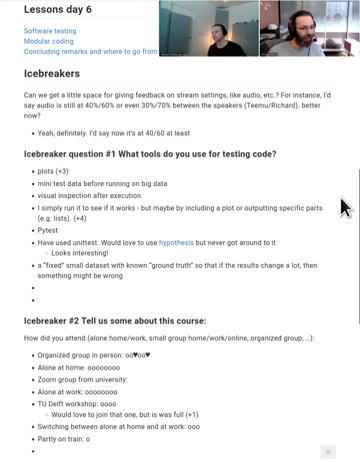 Lessons day 6
Software testing
Modular coding
Concluding remarks and where to go from
Icebreakers
Can we get a little space for giving feedback on stream settings, like audio, etc.? For instance, I'd
say audio is still at 40%/60% or even 30%/70% between the speakers (Teemu/Richard). better
now?
• Yeah, definitely. I'd say now it's at 40/60 at least
Icebreaker question #1 What tools do you use for testing code?
• plots (+3)
• mini test data before running on big data
• visual inspection after execution
• I simply run it to see if it works - but maybe by including a plot or outputting specific parts
(e.g. lists). (+4)
• Pytest
• Have used unittest. Would love to use hypothesis but never got around to it
◦ Looks interesting!
• a "fixed" small dataset with known "ground truth" so that if the results change a lot, then
something might be wrong
•
•
Icebreaker #2 Tell us some about this course:
How did you attend (alone home/work, small group home/work/online, organized group, ..):
• Organized group in person: oo♥oo♥
• Alone at home: oooooooo
• Zoom group from university:
• Alone at work: oooooooo
• TU Delft workshop: oooo
◦ Would love to join that one, but is was full (+1)
• Switching between alone at home and at work: ooo
• Partly on train: o
•